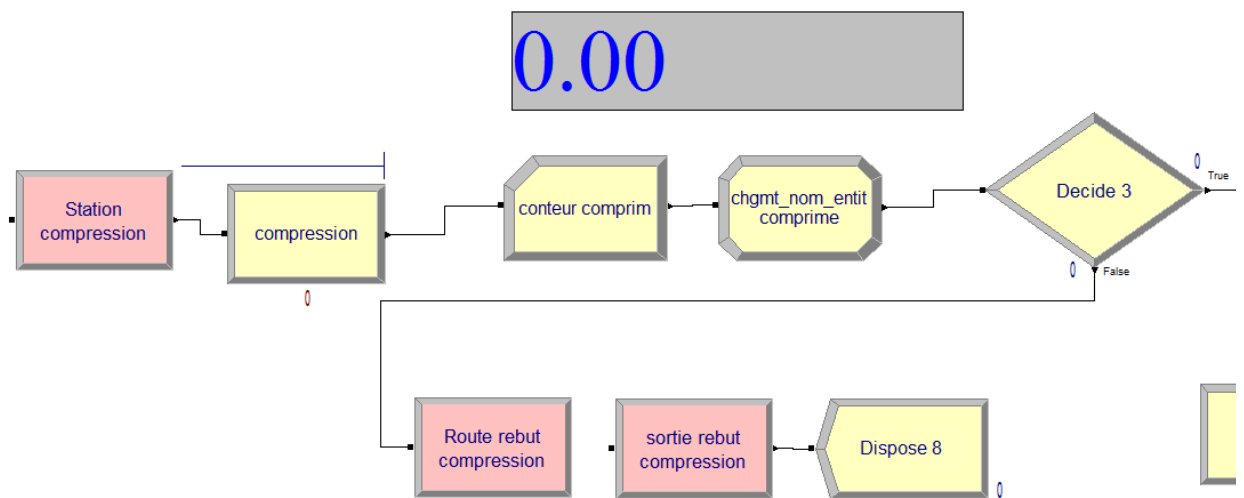 0.00
Station
compression
compression
0
conteur comprim
chgmt_nom_entit
comprime
Decide 3
0
True
0
False
Route rebut
compression
sortie rebut
compression
Dispose 8
0